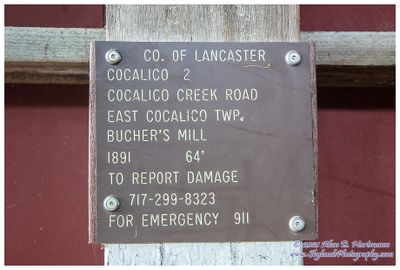 CO. OF LANCASTER
COCALICO 2
COCALICO CREEK ROAD
EAST COCALICO TWP.
BUCHER'S MILL
1891 64'
TO REPORT DAMAGE
717-299-8323
FOR EMERGENCY 911